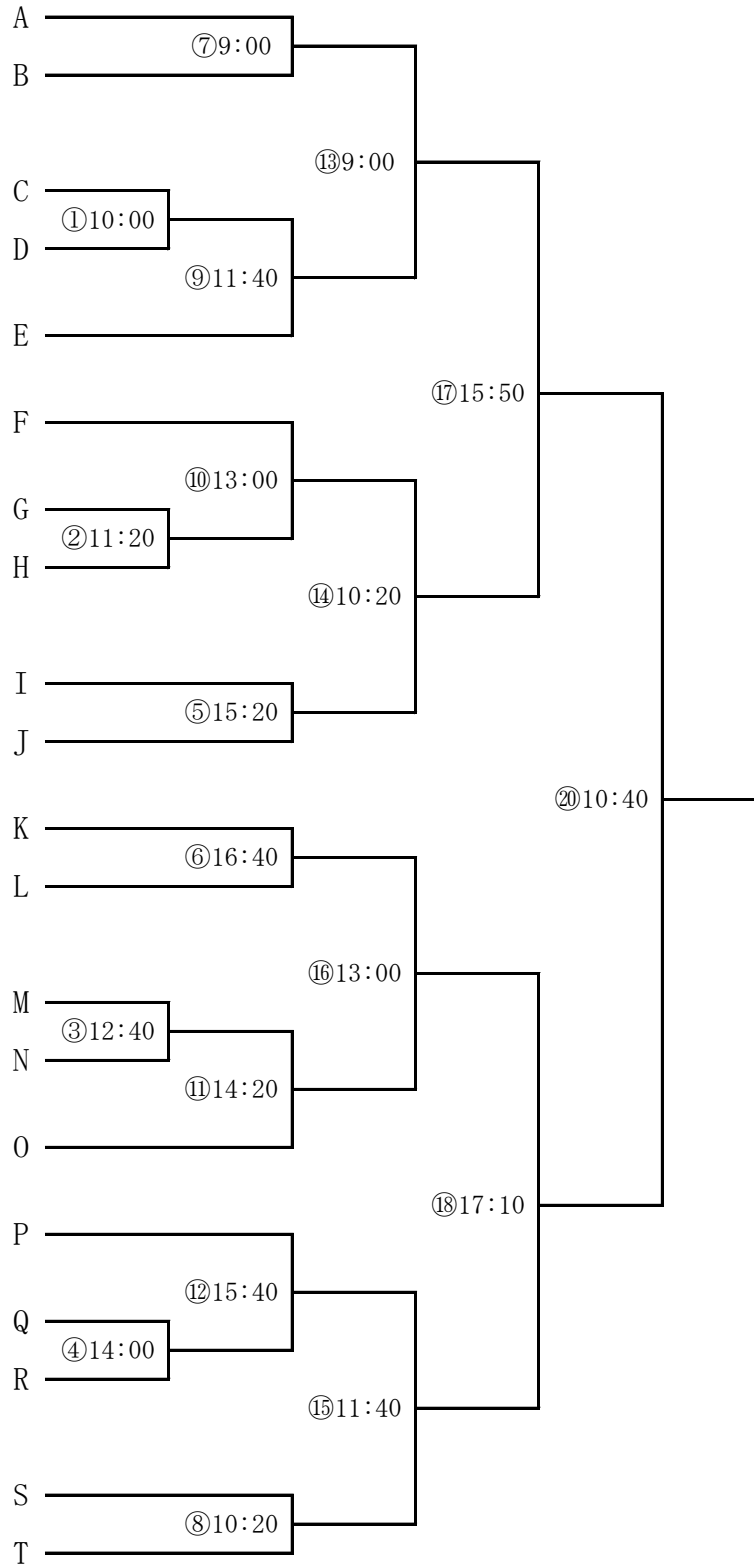 A
⑦9:00
B
⑬9:00
C
①10:00
D
⑨11:40
E
⑰15:50
F
⑩13:00
G
②11:20
H
⑭10:20
I
⑤15:20
J
⑳10:40
K
⑥16:40
L
⑯13:00
M
③12:40
N
⑪14:20
O
⑱17:10
P
⑫15:40
Q
④14:00
R
⑮11:40
S
⑧10:20
T